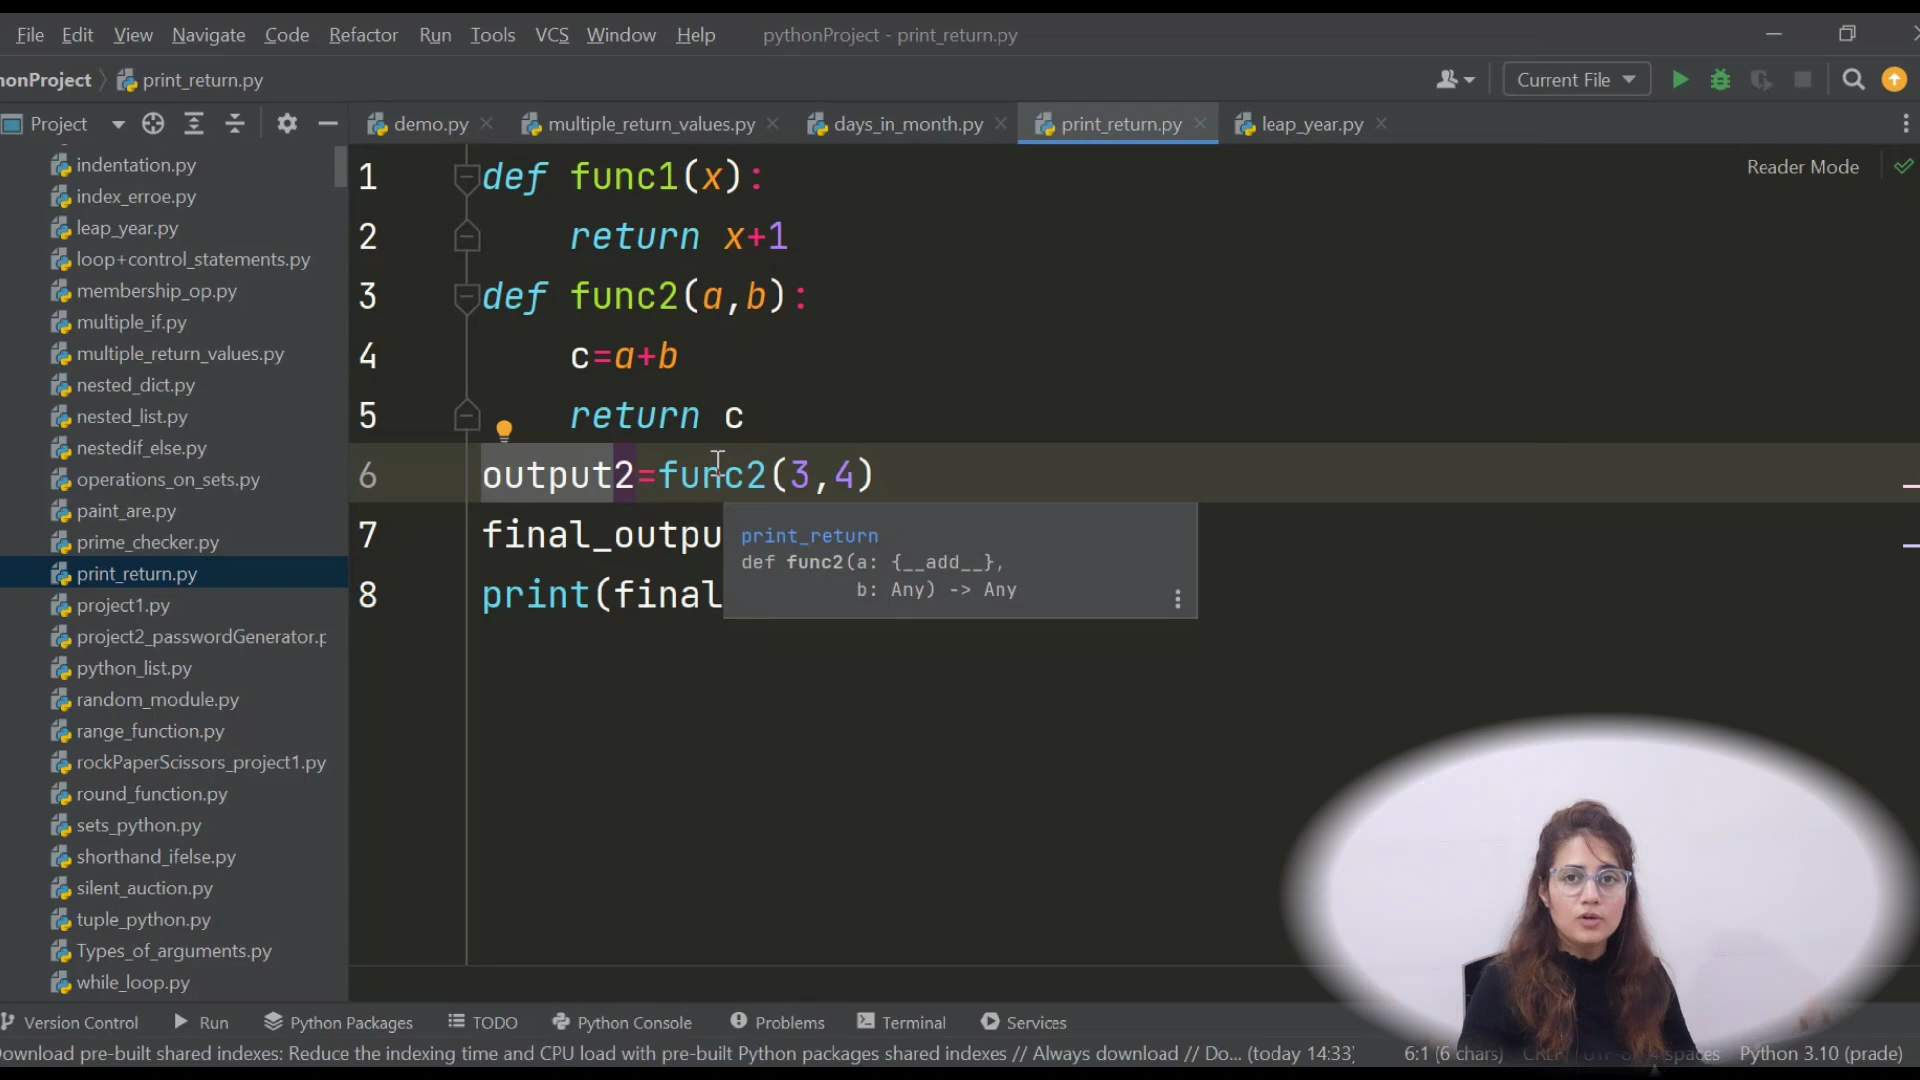 File Edit View Navigate Code Refactor Run Tools VCS Window Help pythonProject - print_return.py
honProject print_return.py Current File
Project demo.py multiple_return_values.py days_in_month.py print_return.py leap_year.py
Reader Mode
indentation.py
index_erroe.py
leap_year.py
loop+control_statements.py
membership_op.py
multiple_if.py
multiple_return_values.py
nested_dict.py
nested_list.py
nestedif_else.py
operations_on_sets.py
paint_are.py
prime_checker.py
print_return.py
project1.py
project2_passwordGenerator.p
python_list.py
random_module.py
range_function.py
rockPaperScissors_project1.py
round_function.py
sets_python.py
shorthand_ifelse.py
silent_auction.py
tuple_python.py
Types_of_arguments.py
while_loop.py
1 def func1(x):
2 return x+1
3 def func2(a,b):
4 c=a+b
5 return c
6 output2=func2(3,4)
7 final_outpu
8 print(final
print_return
def func2(a: {__add__},
b: Any) -> Any
Version Control Run Python Packages TODO Python Console Problems Terminal Services
Download pre-built shared indexes: Reduce the indexing time and CPU load with pre-built Python packages shared indexes // Always download // Do... (today 14:33) 6:1 (6 chars) CRLF UTF-8 4 spaces Python 3.10 (prade)